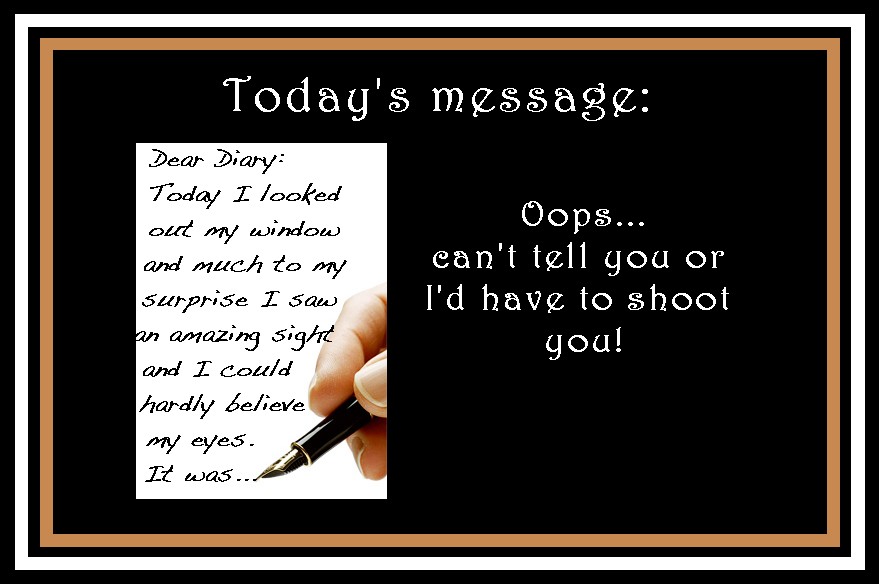 Today's message:
Dear Diary:
Today I looked
out my window
and much to my
surprise I saw
an amazing sight
and I could
hardly believe
my eyes.
It was...
Oops...
can't tell you or
I'd have to shoot
you!